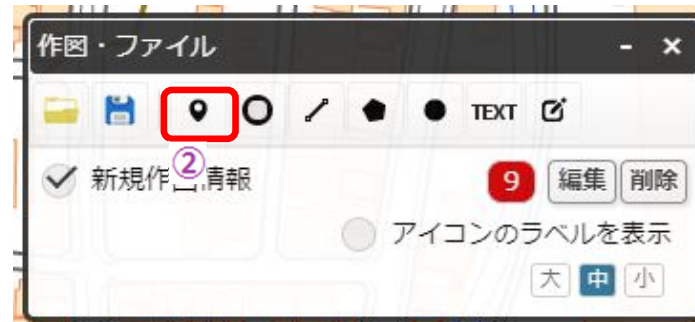 作図・ファイル
TEXT
②
新規作図情報 9 編集 削除
アイコンのラベルを表示
大 中 小